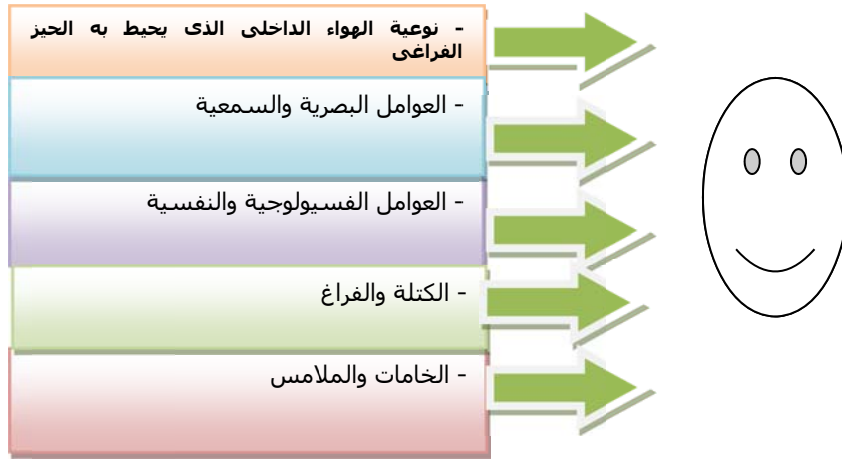 - نوعية الهواء الداخلى الذى يحيط به الحيز
الفراغى
- العوامل البصرية والسمعية
- العوامل الفسيولوجية والنفسية
- الكتلة والفراغ
- الخامات والملامس